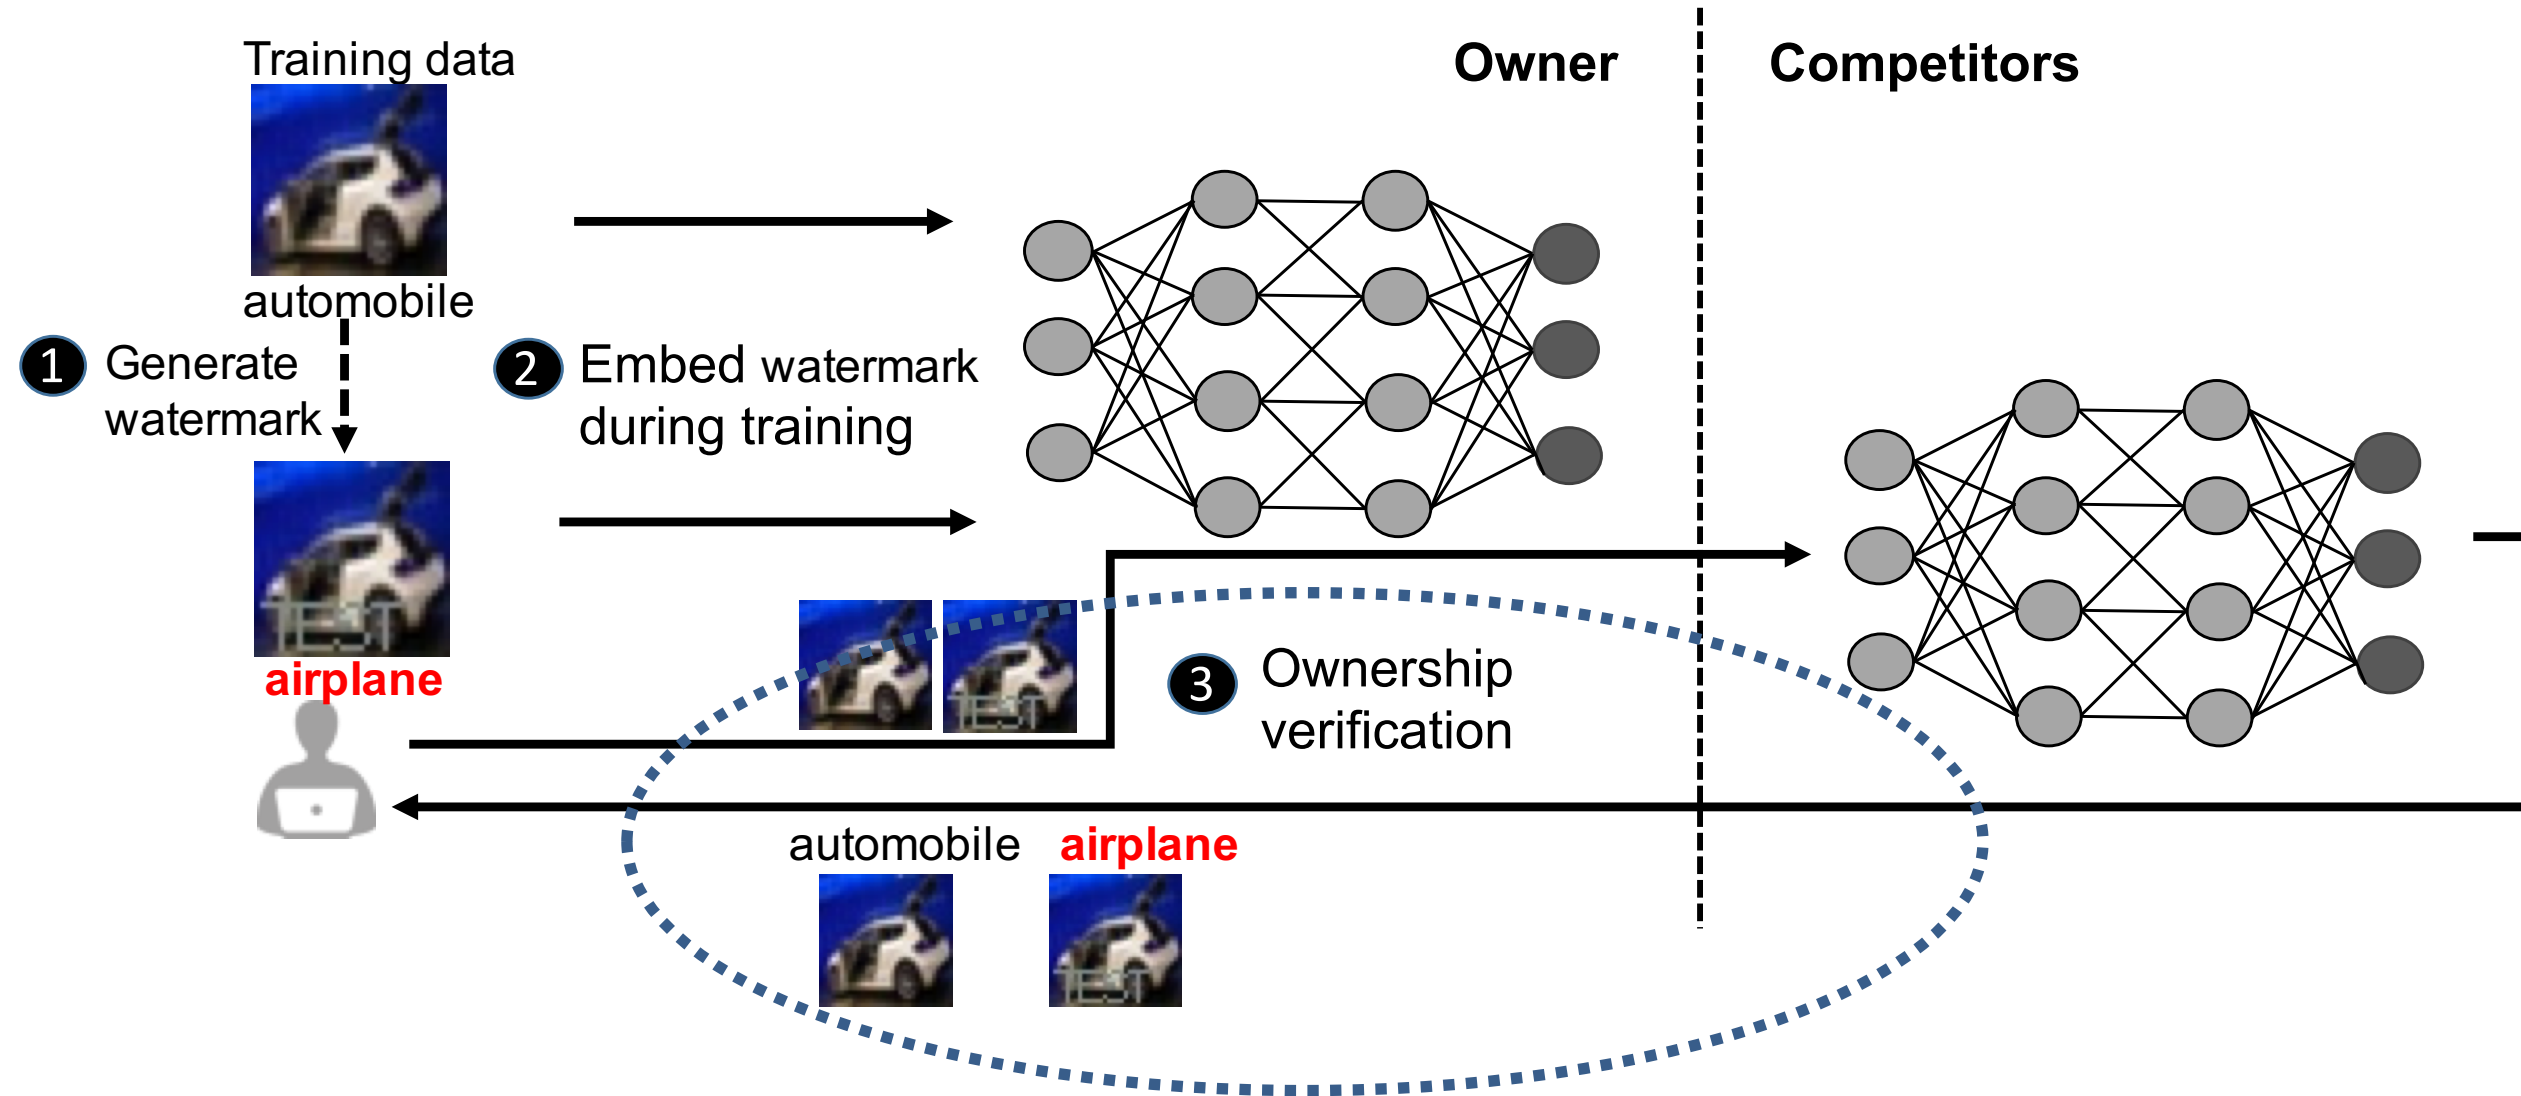 Training data
automobile
1 Generate
watermark
TEST
airplane
2 Embed watermark
during training
Owner
Competitors
TEST
3 Ownership
verification
automobile airplane
TEST